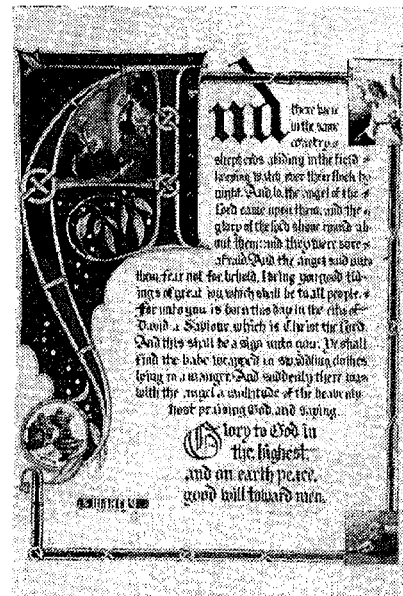 And there were
in the same
country
shepherds abiding in the field
keeping watch over their flock by
night. And lo, the angel of the
Lord came upon them, and the
glory of the Lord shone round ab-
out them: and they were sore
afraid. And the angel said unto
them, fear not: for, behold, I bring you good tid-
ings of great joy, which shall be to all people.
For unto you is born this day in the city of
David a Saviour, which is Christ the Lord.
And this shall be a sign unto you; Ye shall
find the babe wrapped in swaddling clothes
lying in a manger. And suddenly there was
with the angel a multitude of the heavenly
host praising God, and saying,
Glory to God in
the highest,
and on earth peace,
good will toward men.